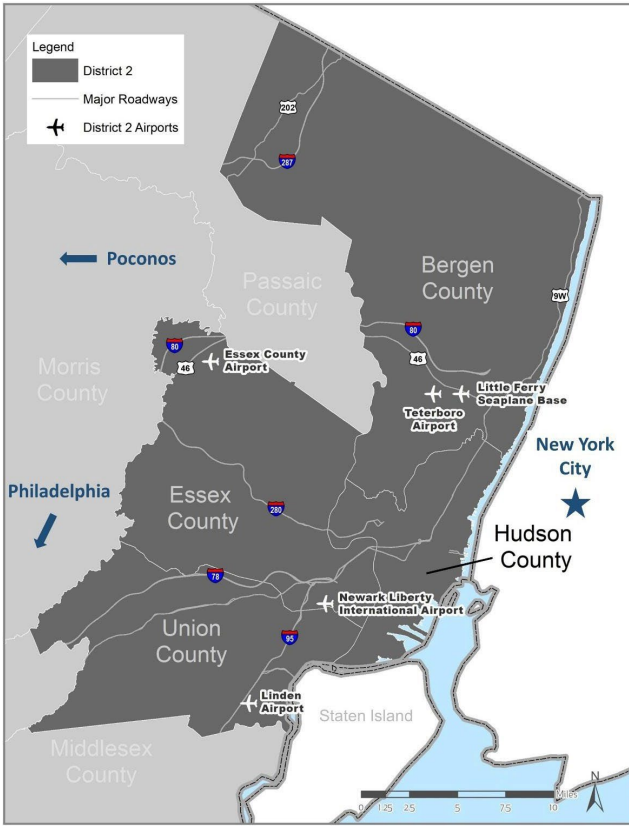 Legend
District 2
Major Roadways
District 2 Airports
202
287
Poconos
Passaic
County
Bergen
County
9W
80
46
Morris
County
80
46
Essex County
Airport
Little Ferry
Seaplane Base
Teterboro
Airport
New York
City
Philadelphia
Essex
County
280
Hudson
County
78
Newark Liberty
International Airport
Union
County
95
Linden
Airport
Staten Island
Middlesex
County
Miles
0 1.25 2.5 5 7.5 10
N